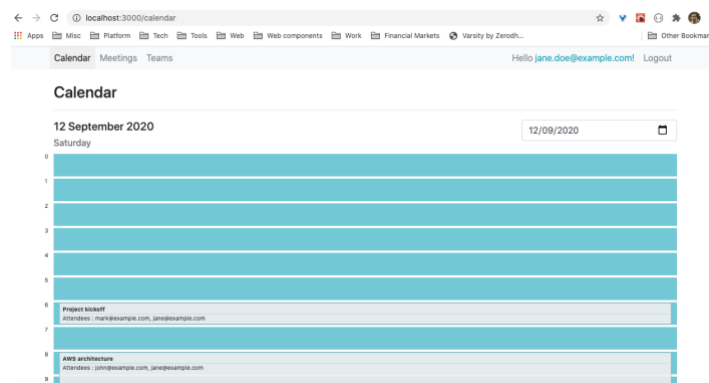 localhost:3000/calendar
Apps Misc Platform Tech Tools Web Web components Work Financial Markets Varsity by Zerodh... Other Bookmar
Calendar Meetings Teams Hello jane.doe@example.com! Logout
Calendar
12 September 2020 12/09/2020
Saturday
0
1
2
3
4
5
6
Project kickoff
Attendees : mark@example.com, jane@example.com
7
8
AWS architecture
Attendees : john@example.com, jane@example.com
9